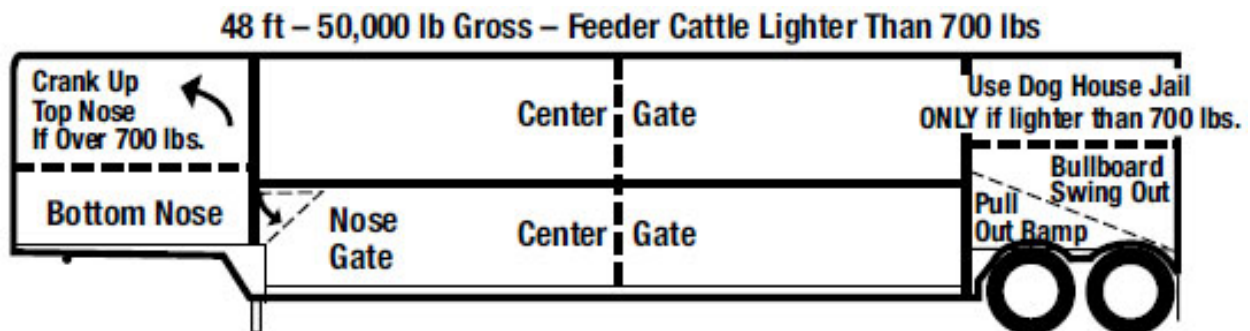 48 ft – 50,000 lb Gross – Feeder Cattle Lighter Than 700 lbs
Crank Up
Top Nose
If Over 700 lbs.
Center Gate
Use Dog House Jail
ONLY if lighter than 700 lbs.
Bottom Nose
Nose
Gate
Center Gate
Bullboard
Swing Out
Pull
Out Ramp